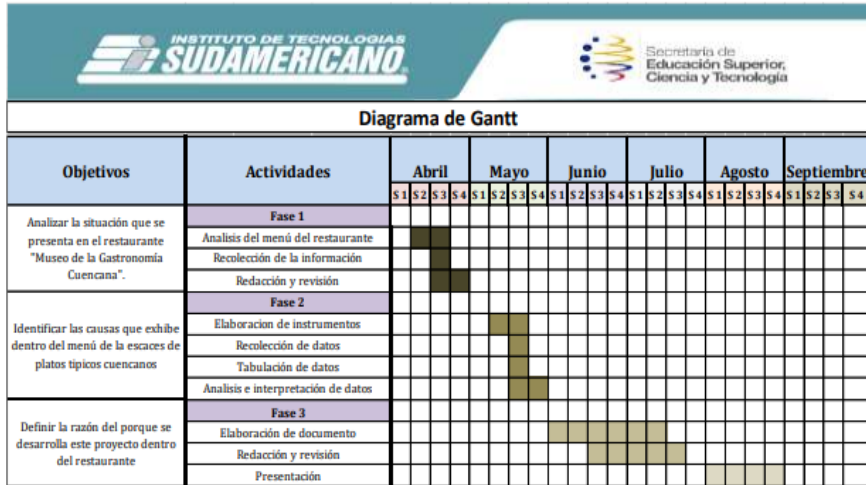 INSTITUTO DE TECNOLOGIAS
SUDAMERICANO
Secretaría de
Educación Superior,
Ciencia y Tecnología
Diagrama de Gantt
Objetivos Actividades Abril Mayo Junio Julio Agosto Septiembre
S1 S2 S3 S4 S1 S2 S3 S4 S1 S2 S3 S4 S1 S2 S3 S4 S1 S2 S3 S4 S1 S2 S3 S4
Analizar la situación que se
presenta en el restaurante
"Museo de la Gastronomía
Cuencana".
Fase 1
Analisis del menú del restaurante
Recolección de la información
Redacción y revisión
Identificar las causas que exhibe
dentro del menú de la escaces de
platos tipicos cuencanos
Fase 2
Elaboracion de instrumentos
Recolección de datos
Tabulación de datos
Analisis e interpretación de datos
Definir la razón del porque se
desarrolla este proyecto dentro
del restaurante
Fase 3
Elaboración de documento
Redacción y revisión
Presentación